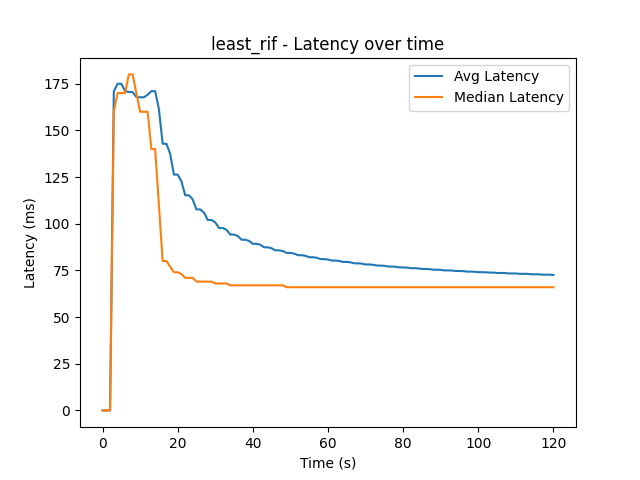 least_rif - Latency over time
Avg Latency
Median Latency
Latency (ms)
175
150
125
100
75
50
25
0
0 20 40 60 80 100 120
Time (s)